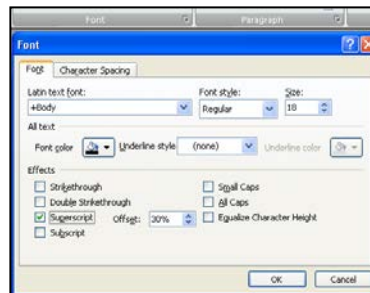 Font Paragraph
Font
Font Character Spacing
Latin text font: Font style: Size:
+Body Regular 18
All text
Font color Underline style (none) Underline color
Effects
Strikethrough Small Caps
Double Strikethrough All Caps
Superscript Offset: 30% Equalize Character Height
Subscript
OK Cancel